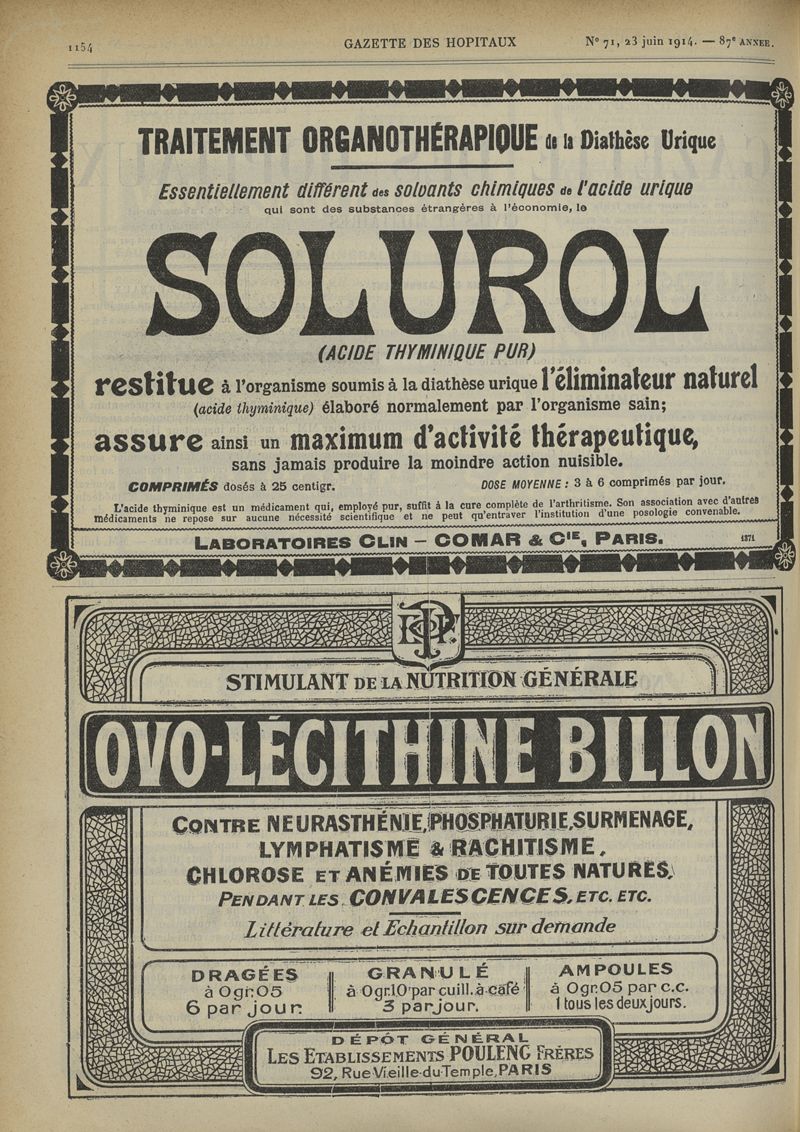 1154
GAZETTE DES HOPITAUX
N° 71, 23 juin 1914. — 87e ANNEE.
TRAITEMENT ORGANOTHÉRAPIQUE de la Diathèse Urique
Essentiellement différent des solvants chimiques de l'acide urique
qui sont des substances étrangères à l'économie, le
SOLUROL
(ACIDE THYMINIQUE PUR)
restitue à l'organisme soumis à la diathèse urique l'éliminateur naturel
(acide thyminique) élaboré normalement par l'organisme sain;
assure ainsi un maximum d'activité thérapeutique,
sans jamais produire la moindre action nuisible.
COMPRIMÉS dosés à 25 centigr.
DOSE MOYENNE : 3 à 6 comprimés par jour.
L'acide thyminique est un médicament qui, employé pur, suffit à la cure complète de l'arthritisme. Son association avec d'autres
médicaments ne repose sur aucune nécessité scientifique et ne peut qu'entraver l'institution d'une posologie convenable.
LABORATOIRES CLIN — COMAR & CIE, PARIS.
1371
STIMULANT DE LA NUTRITION GÉNÉRALE
OVO-LÉCITHINE BILLON
CONTRE NEURASTHÉNIE, PHOSPHATURIE, SURMENAGE,
LYMPHATISME & RACHITISME,
CHLOROSE ET ANÉMIES DE TOUTES NATURES,
PENDANT LES CONVALESCENCES, ETC. ETC.
Littérature et Echantillon sur demande
DRAGÉES
à 0gr.05
6 par jour.
GRANULÉ
à 0gr.10 par cuill. à café
3 par jour.
AMPOULES
à 0gr.05 par c.c.
1 tous les deux jours.
DÉPÔT GÉNÉRAL
LES ETABLISSEMENTS POULENC FRÈRES
92, Rue Vieille-du-Temple, PARIS